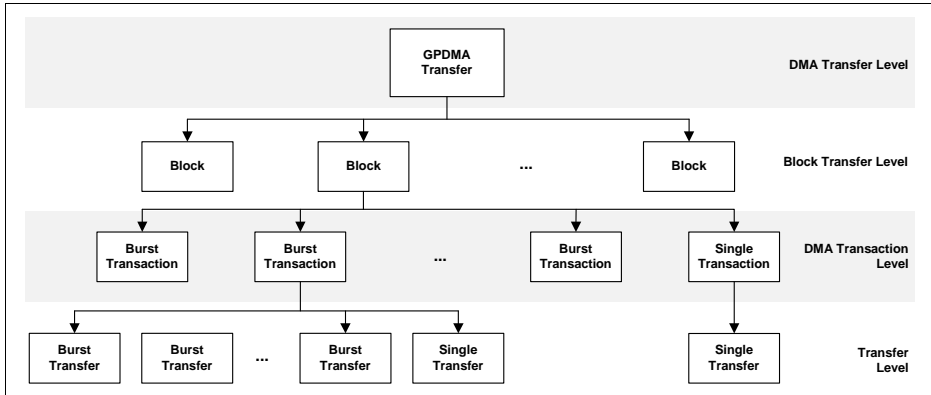 GPDMA
Transfer
DMA Transfer Level
Block
Block
...
Block
Block Transfer Level
Burst
Transaction
Burst
Transaction
...
Burst
Transaction
Single
Transaction
DMA Transaction
Level
Burst
Transfer
Burst
Transfer
...
Burst
Transfer
Single
Transfer
Single
Transfer
Transfer
Level